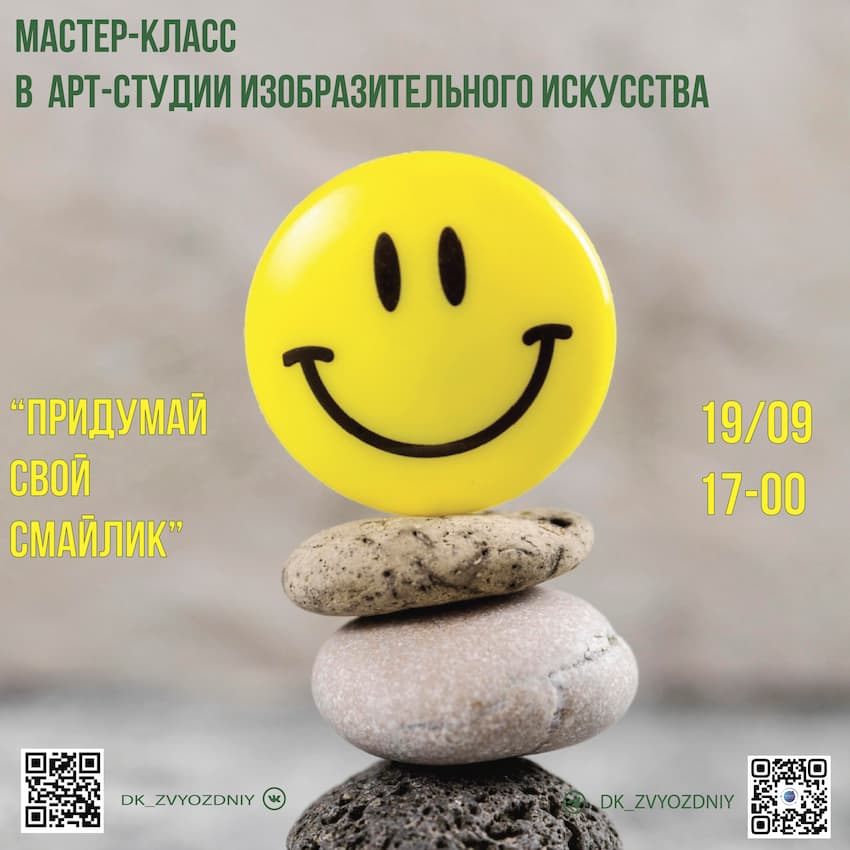 МАСТЕР-КЛАСС
В АРТ-СТУДИИ ИЗОБРАЗИТЕЛЬНОГО ИСКУССТВА
“ПРИДУМАЙ
СВОЙ
СМАЙЛИК”
19/09
17-00
DK_ZVYOZDNIY
DK_ZVYOZDNIY